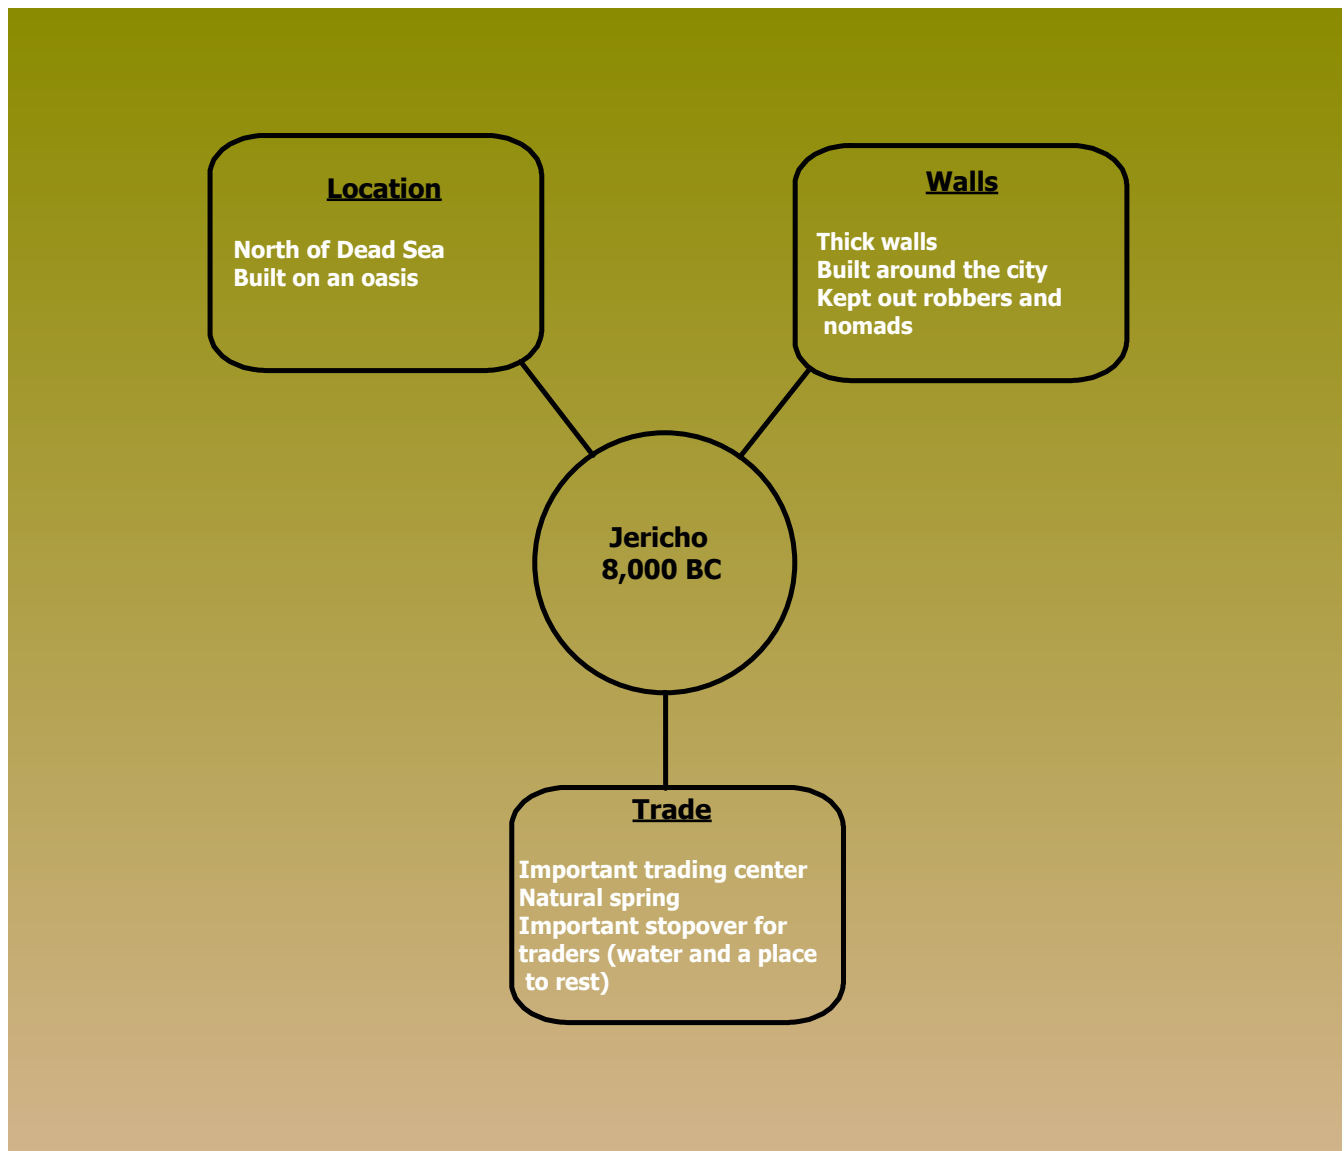 Location
North of Dead Sea
Built on an oasis
Walls
Thick walls
Built around the city
Kept out robbers and
nomads
Jericho
8,000 BC
Trade
Important trading center
Natural spring
Important stopover for
traders (water and a place
to rest)